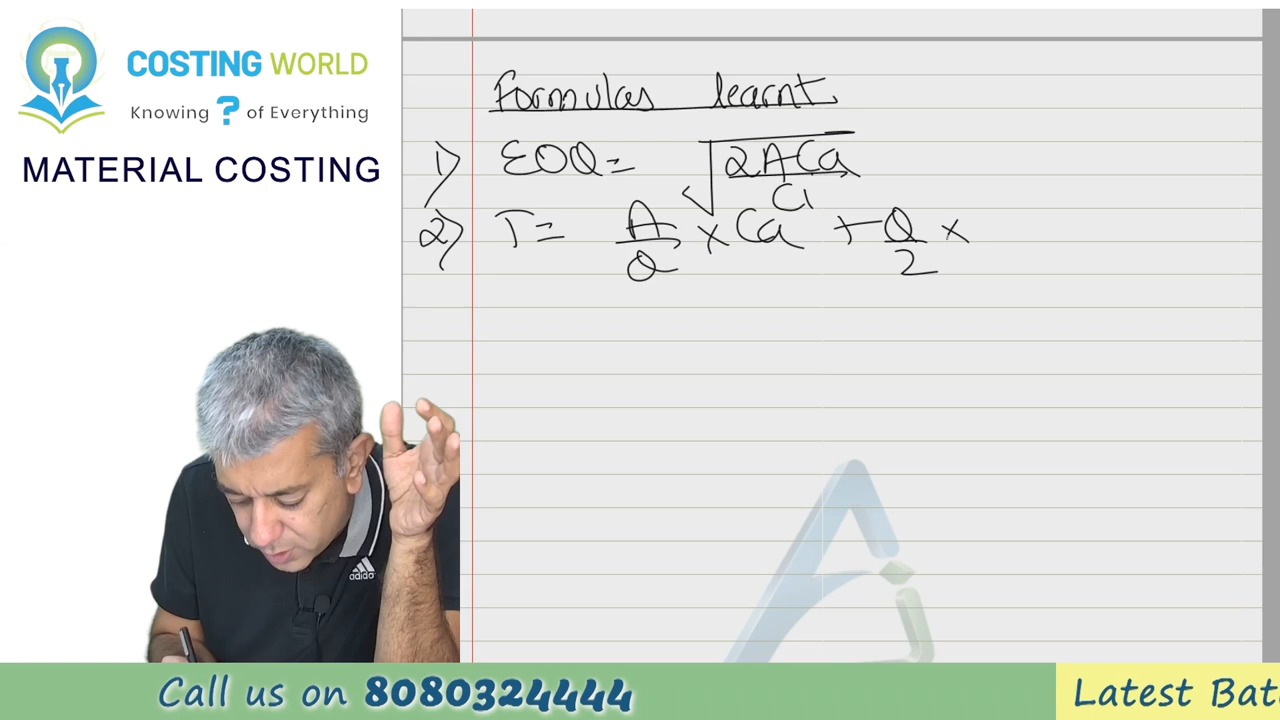 COSTING WORLD
Knowing ? of Everything
MATERIAL COSTING
Formulas learnt
1) EOQ = √(2ACa/Ci)
2) T = A/Q × Ca + Q/2 ×
adidas
Call us on 8080324444
Latest Bat